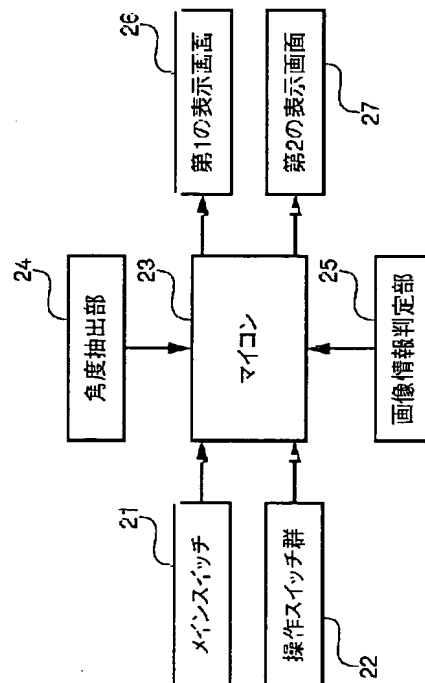 21
メインスイッチ
操作スイッチ群
22
24
角度抽出部
23
マイコン
25
画像情報判定部
26
第1の表示画面
第2の表示画面
27